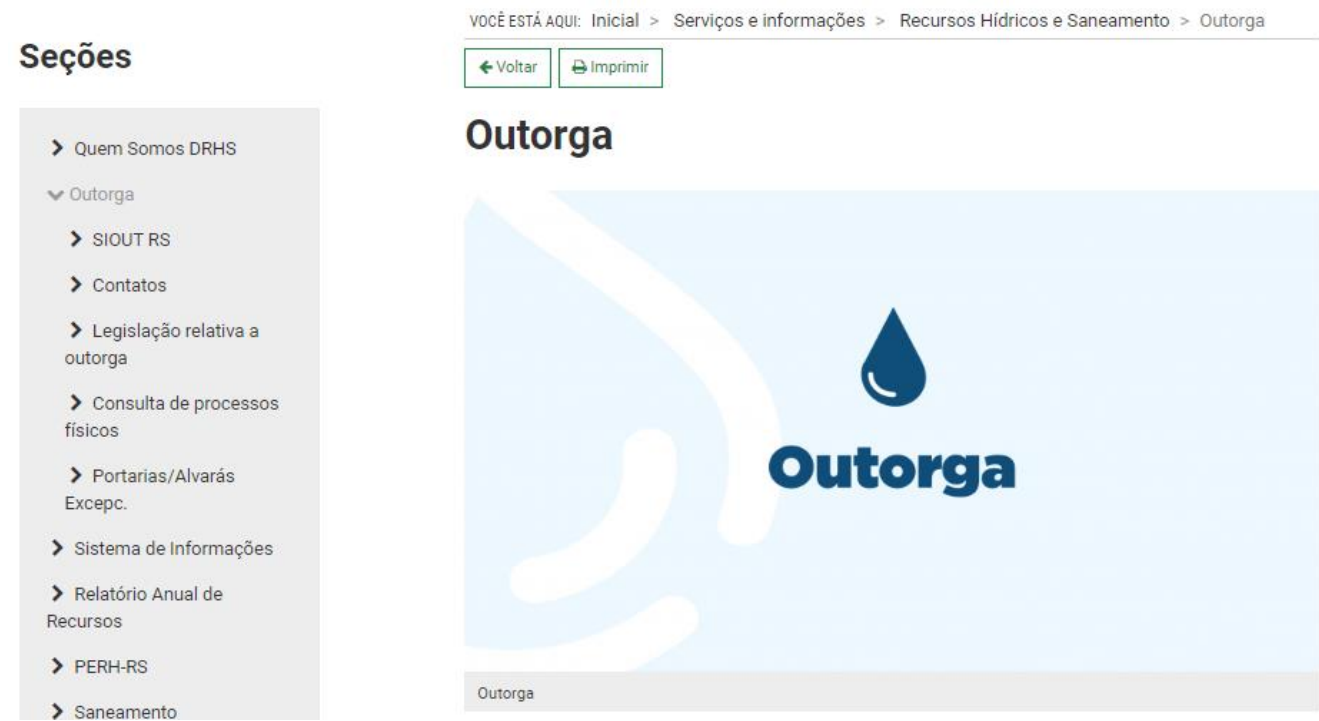 VOCÊ ESTÁ AQUI: Inicial > Serviços e informações > Recursos Hídricos e Saneamento > Outorga
Seções
Voltar
Imprimir
Outorga
Quem Somos DRHS
Outorga
SIOUT RS
Contatos
Legislação relativa a
outorga
Consulta de processos
físicos
Portarias/Alvarás
Excepc.
Sistema de Informações
Relatório Anual de
Recursos
PERH-RS
Saneamento
Outorga
Outorga